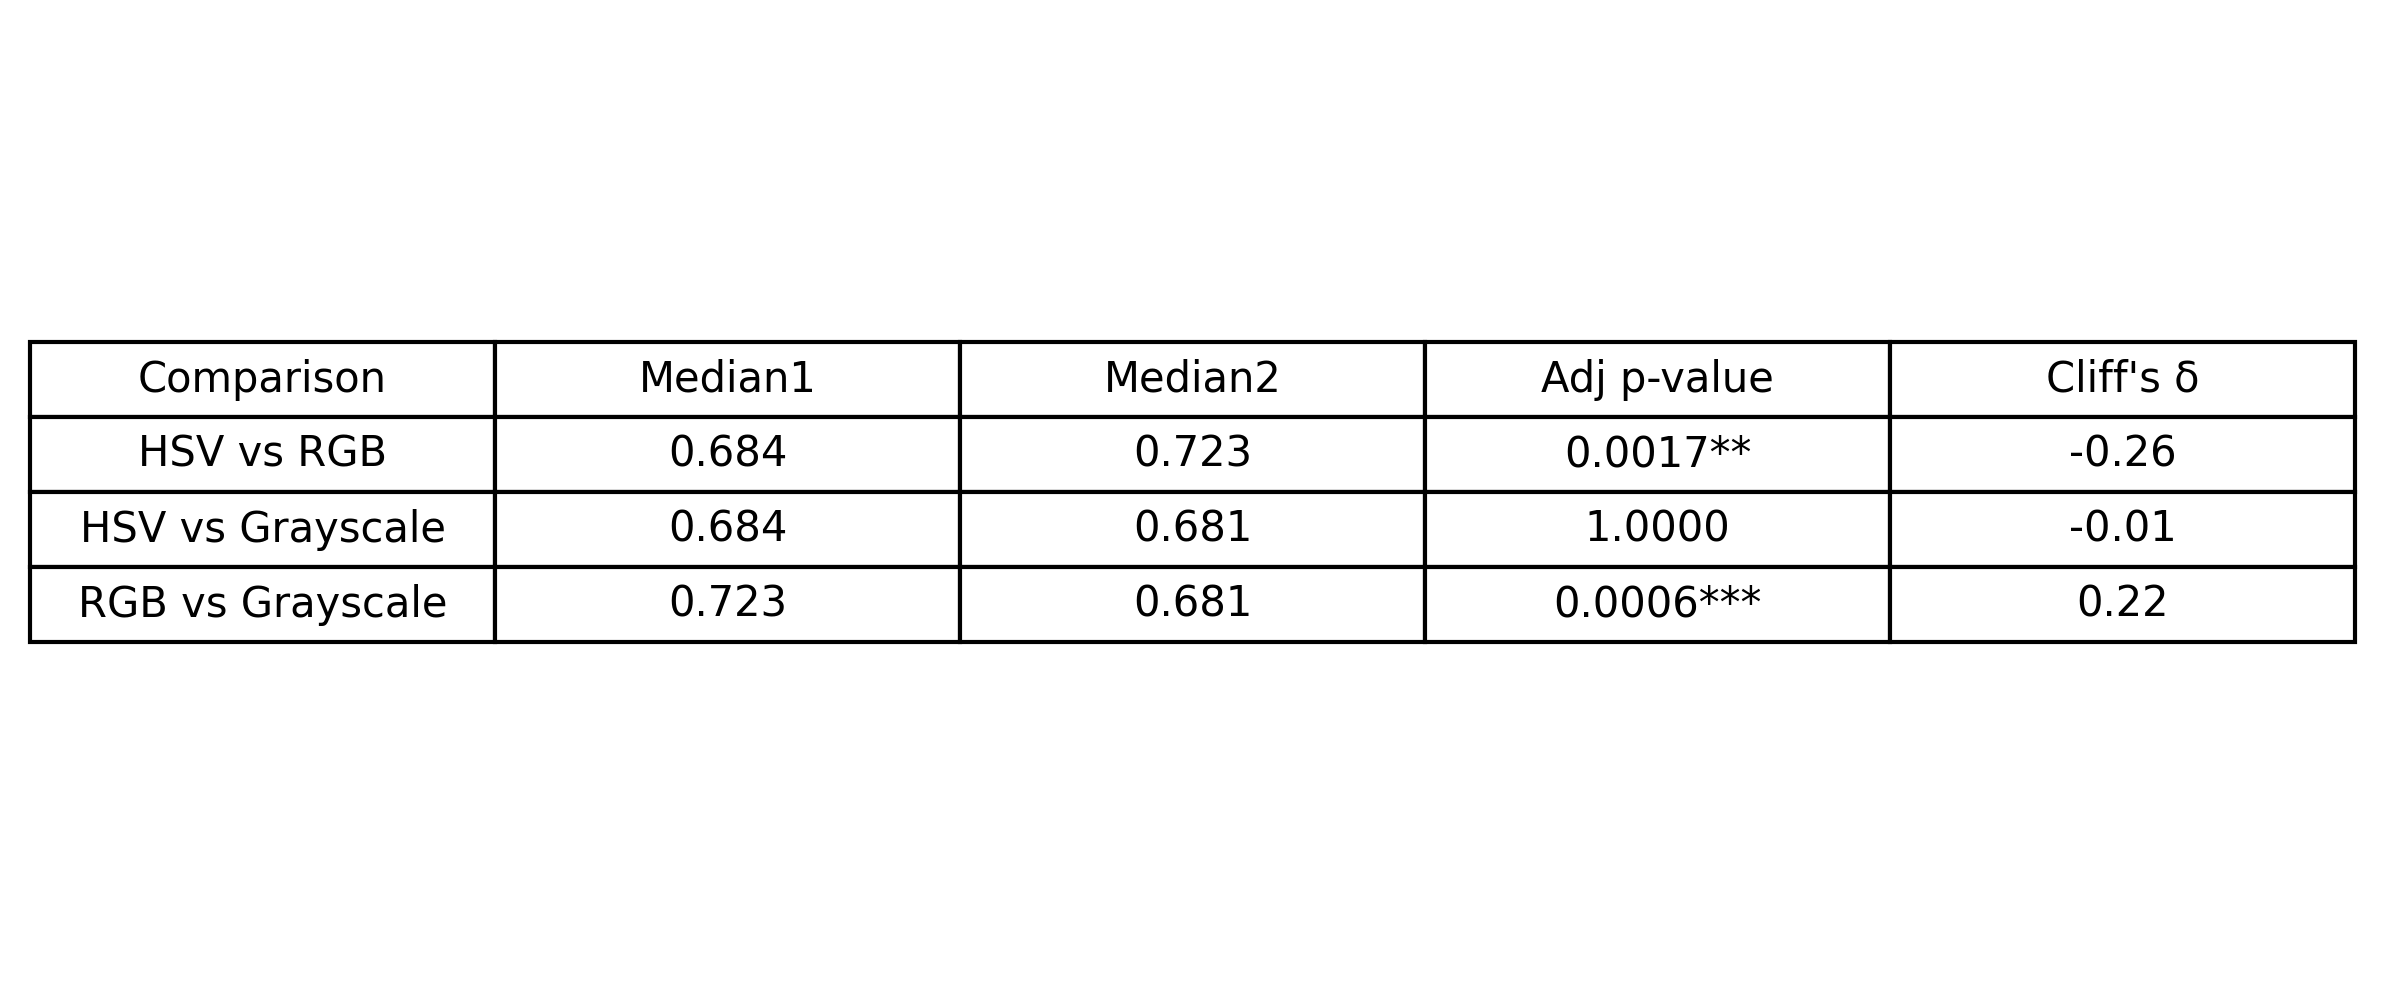 Comparison Median1 Median2 Adj p-value Cliff's δ
HSV vs RGB 0.684 0.723 0.0017** -0.26
HSV vs Grayscale 0.684 0.681 1.0000 -0.01
RGB vs Grayscale 0.723 0.681 0.0006*** 0.22